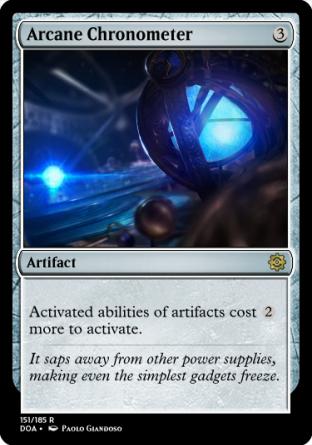 Arcane Chronometer 3
Artifact
Activated abilities of artifacts cost 2
more to activate.
It saps away from other power supplies,
making even the simplest gadgets freeze.
151/185 R
DOA • Paolo Giandoso